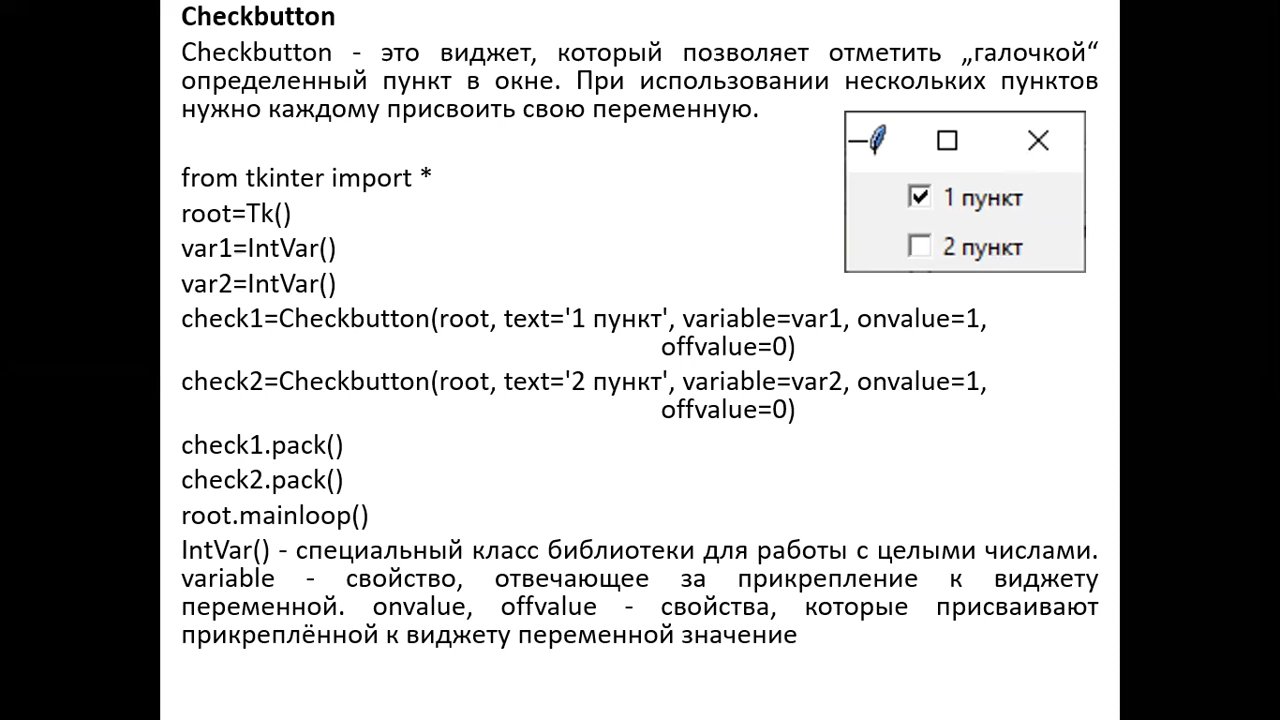 Checkbutton
Checkbutton - это виджет, который позволяет отметить „галочкой“
определенный пункт в окне. При использовании нескольких пунктов
нужно каждому присвоить свою переменную.
from tkinter import *
root=Tk()
var1=IntVar()
var2=IntVar()
1 пункт
2 пункт
check1=Checkbutton(root, text='1 пункт', variable=var1, onvalue=1,
offvalue=0)
check2=Checkbutton(root, text='2 пункт', variable=var2, onvalue=1,
offvalue=0)
check1.pack()
check2.pack()
root.mainloop()
IntVar() - специальный класс библиотеки для работы с целыми числами.
variable - свойство, отвечающее за прикрепление к виджету
переменной. onvalue, offvalue - свойства, которые присваивают
прикреплённой к виджету переменной значение